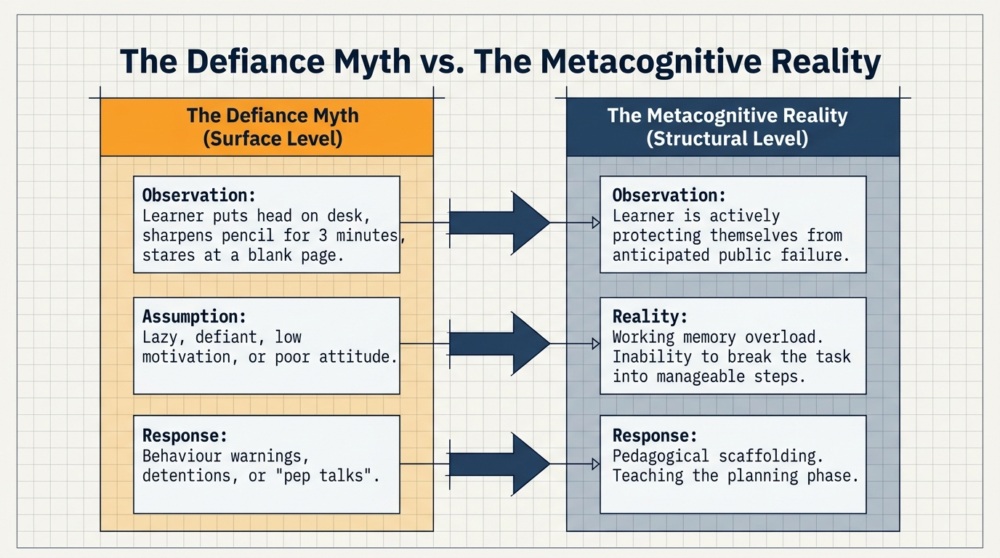 The Defiance Myth vs. The Metacognitive Reality
The Defiance Myth
(Surface Level)
Observation:
Learner puts head on desk,
sharpens pencil for 3 minutes,
stares at a blank page.
Assumption:
Lazy, defiant, low
motivation, or poor attitude.
Response:
Behaviour warnings,
detentions, or "pep talks".
The Metacognitive Reality
(Structural Level)
Observation:
Learner is actively
protecting themselves from
anticipated public failure.
Reality:
Working memory overload.
Inability to break the task
into manageable steps.
Response:
Pedagogical scaffolding.
Teaching the planning phase.